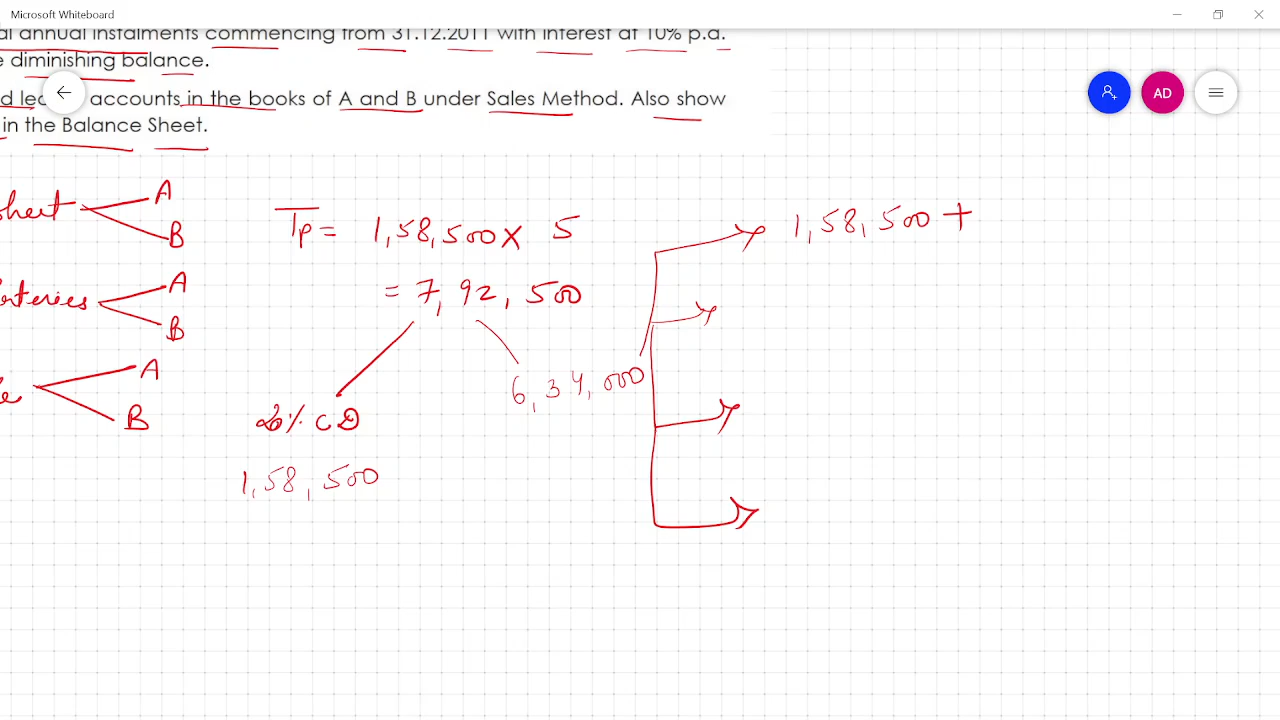 Microsoft Whiteboard
al annual instalments commencing from 31.12.2011 with interest at 10% p.a.
e diminishing balance.
accounts in the books of A and B under Sales Method. Also show
in the Balance Sheet.
AD
A
B
TP = 1,58,500 × 5
= 7,92,500
A
B
A
B
20% CD
1,58,500
6,34,000
1,58,500 +